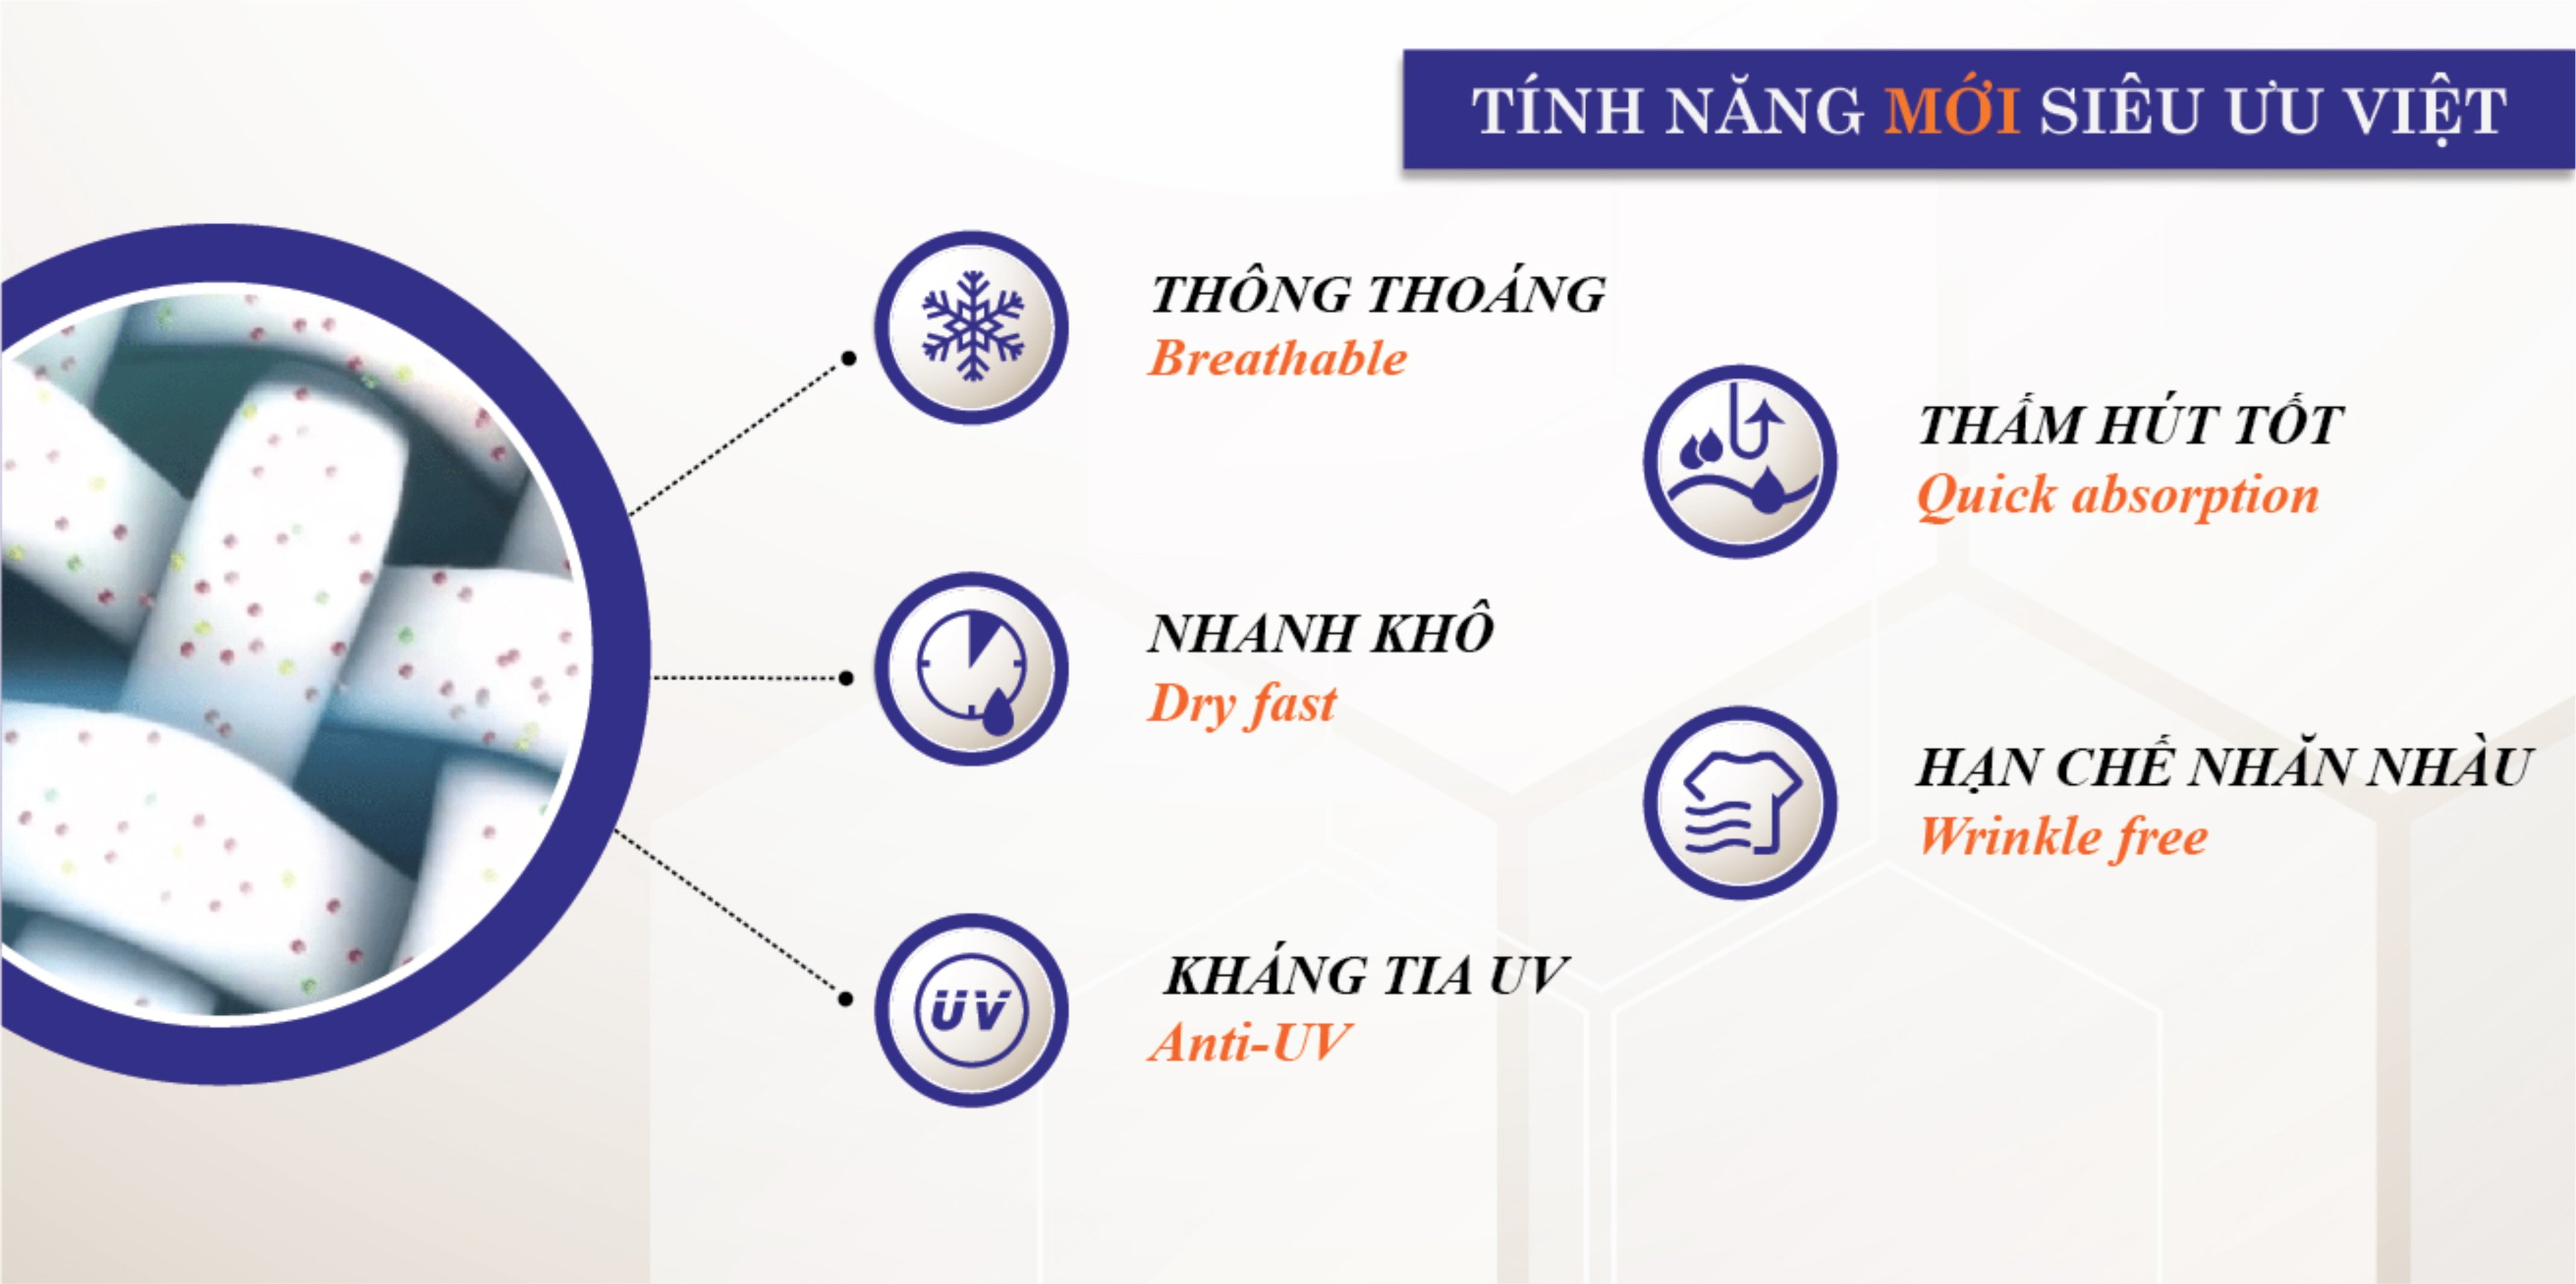 TÍNH NĂNG MỚI SIÊU ƯU VIỆT
THÔNG THOÁNG
Breathable
THẤM HÚT TỐT
Quick absorption
NHANH KHÔ
Dry fast
HẠN CHẾ NHĂN NHÀU
Wrinkle free
UV
KHÁNG TIA UV
Anti-UV